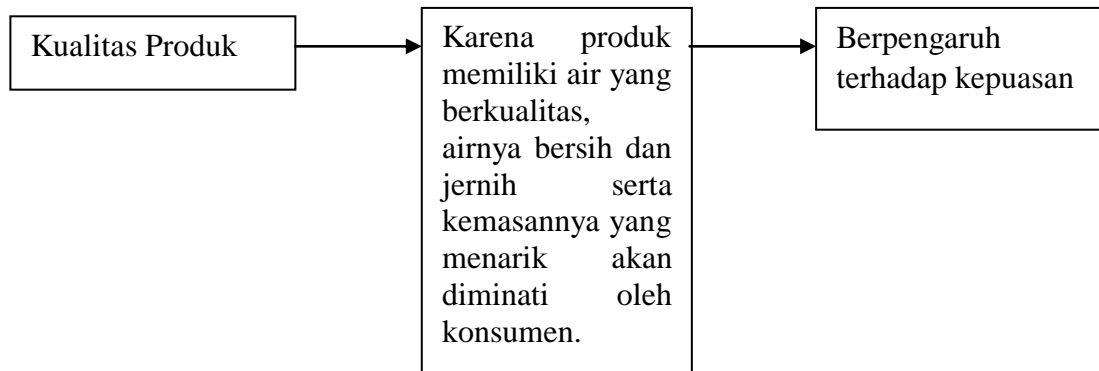 Kualitas Produk
Karena produk
memiliki air yang
berkualitas,
airnya bersih dan
jernih serta
kemasannya yang
menarik akan
diminati oleh
konsumen.
Berpengaruh
terhadap kepuasan